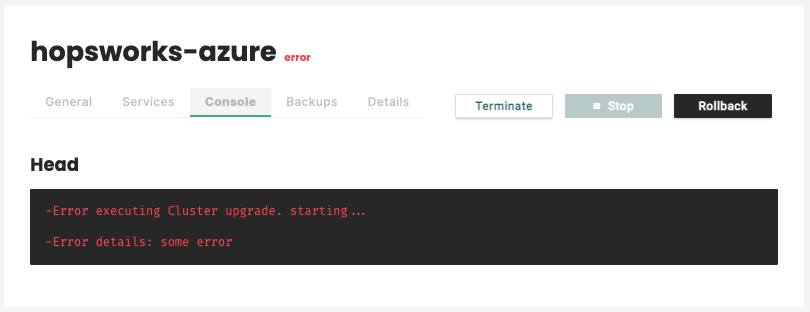 hopsworks-azure error
General Services Console Backups Details Terminate Stop Rollback
Head
-Error executing Cluster upgrade. starting...
-Error details: some error